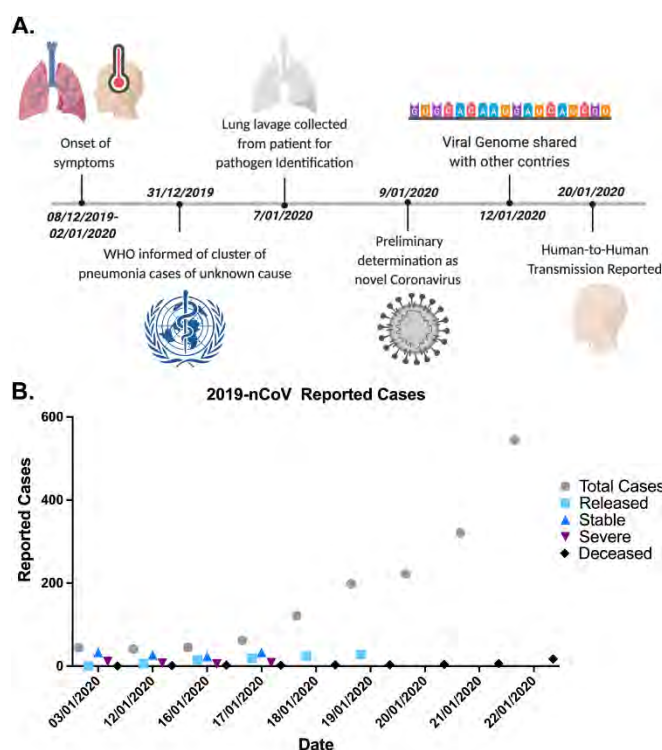 A.
Onset of
symptoms
Lung lavage collected
from patient for
pathogen Identification
GUGCACAAUGAUCACCGU
Viral Genome shared
with other contries
31/12/2019
9/01/2020
20/01/2020
08/12/2019-
02/01/2020
7/01/2020
12/01/2020
WHO informed of cluster of
pneumonia cases of unknown cause
Preliminary
determination as
novel Coronavirus
Human-to-Human
Transmission Reported
B.
2019-nCoV Reported Cases
Reported Cases
600
400
200
0
Total Cases
Released
Stable
Severe
Deceased
03/01/2020
12/01/2020
16/01/2020
17/01/2020
18/01/2020
19/01/2020
20/01/2020
21/01/2020
22/01/2020
Date